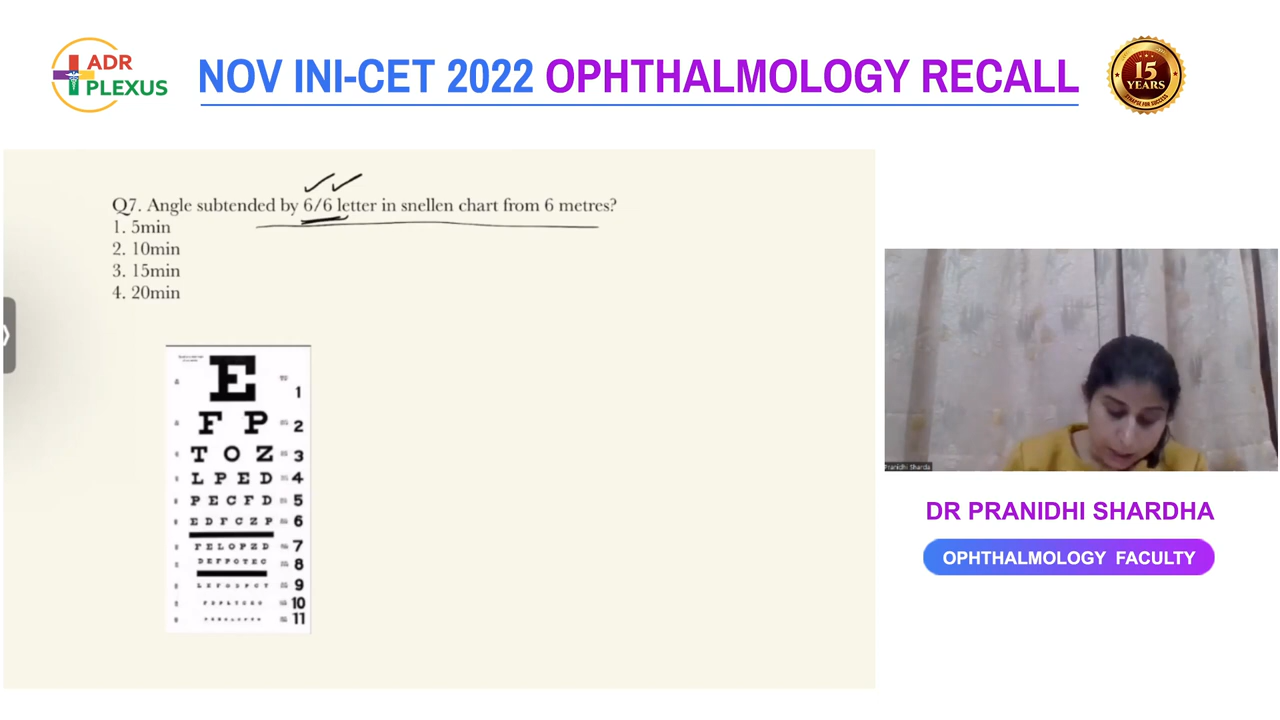 ADR
PLEXUS
NOV INI-CET 2022 OPHTHALMOLOGY RECALL
15
YEARS
Q7. Angle subtended by 6/6 letter in snellen chart from 6 metres?
1. 5min
2. 10min
3. 15min
4. 20min
E 1
F P 2
T O Z 3
L P E D 4
P E C F D 5
E D F C Z P 6
F E L O P Z D 7
D E F P O T E C 8
9
10
11
Pranidhi Sharda
DR PRANIDHI SHARDHA
OPHTHALMOLOGY FACULTY